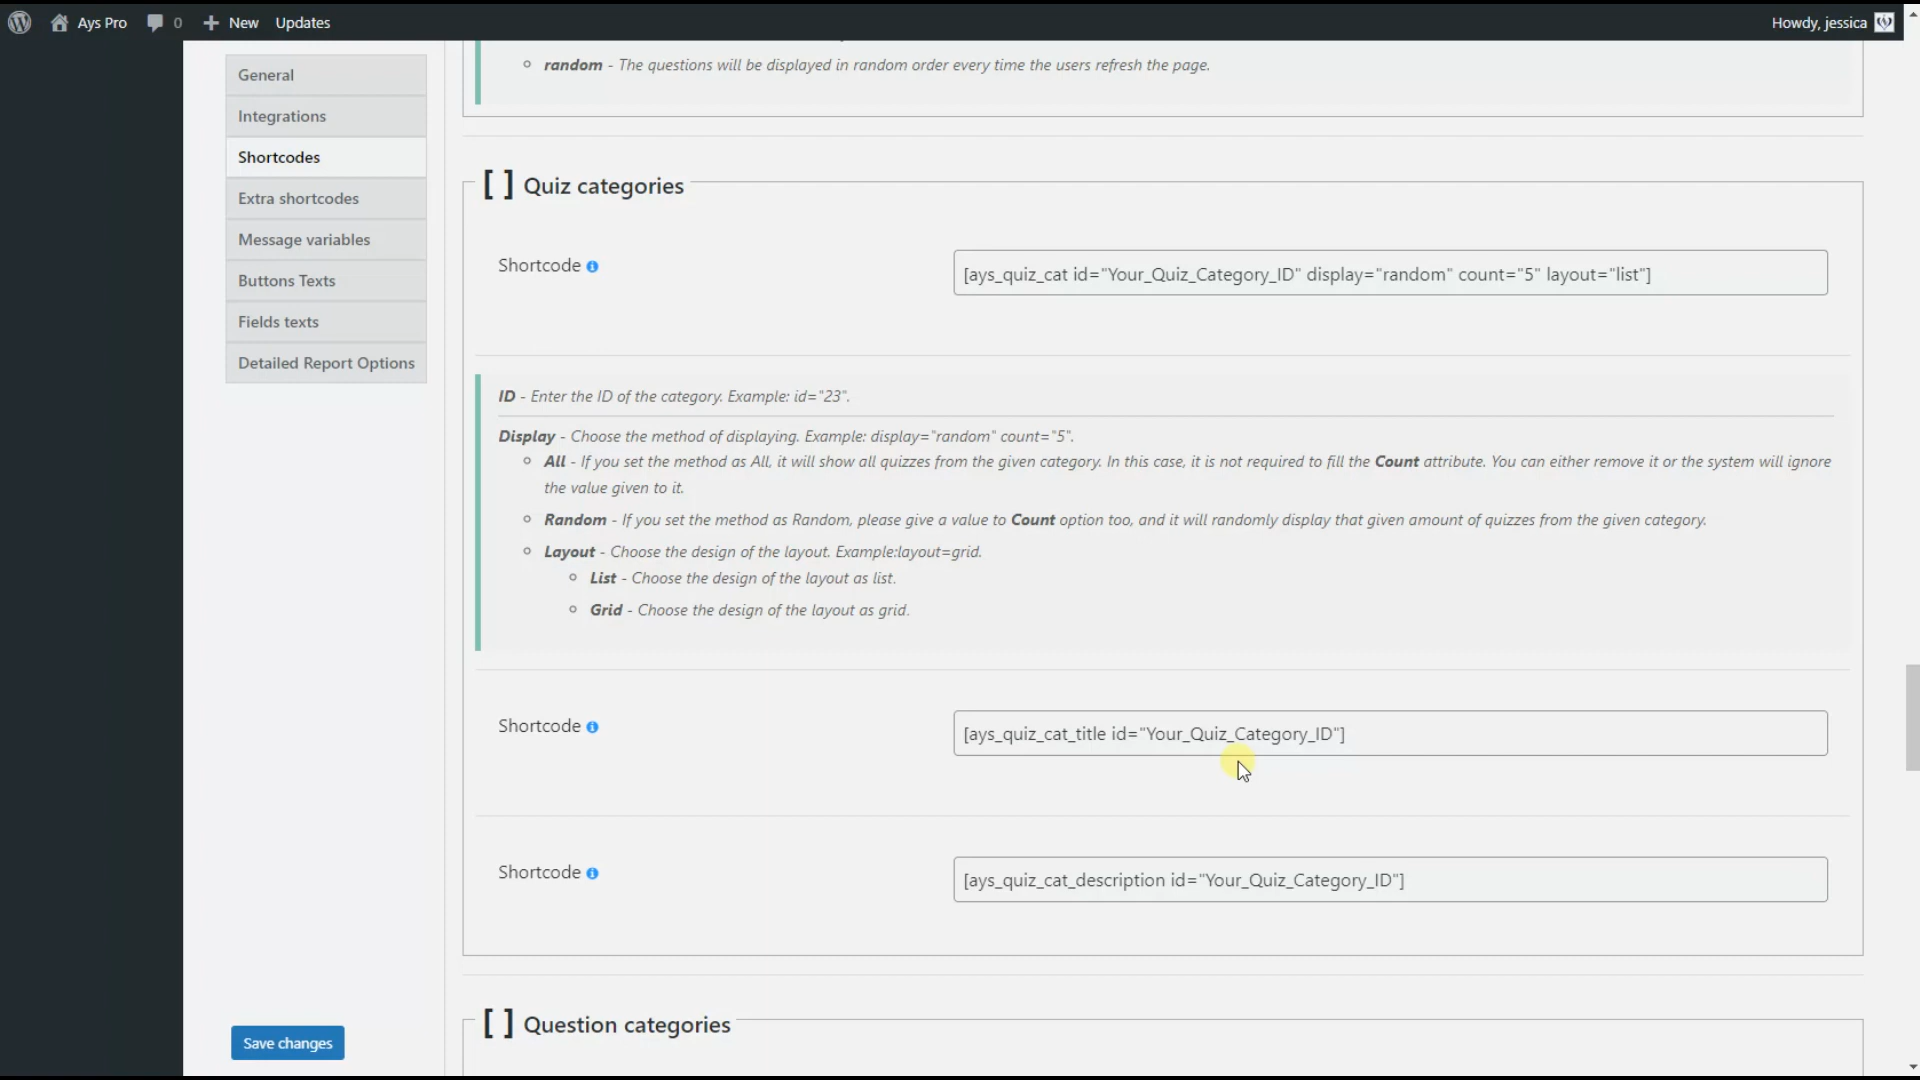 Ays Pro 0 New Updates Howdy, jessica
General
Integrations
Shortcodes
Extra shortcodes
Message variables
Buttons Texts
Fields texts
Detailed Report Options
Save changes
random - The questions will be displayed in random order every time the users refresh the page.
[ ] Quiz categories
Shortcode
[ays_quiz_cat id="Your_Quiz_Category_ID" display="random" count="5" layout="list"]
ID - Enter the ID of the category. Example: id="23".
Display - Choose the method of displaying. Example: display="random" count="5".
All - If you set the method as All, it will show all quizzes from the given category. In this case, it is not required to fill the Count attribute. You can either remove it or the system will ignore
the value given to it.
Random - If you set the method as Random, please give a value to Count option too, and it will randomly display that given amount of quizzes from the given category.
Layout - Choose the design of the layout. Example:layout=grid.
List - Choose the design of the layout as list.
Grid - Choose the design of the layout as grid.
Shortcode
[ays_quiz_cat_title id="Your_Quiz_Category_ID"]
Shortcode
[ays_quiz_cat_description id="Your_Quiz_Category_ID"]
[ ] Question categories